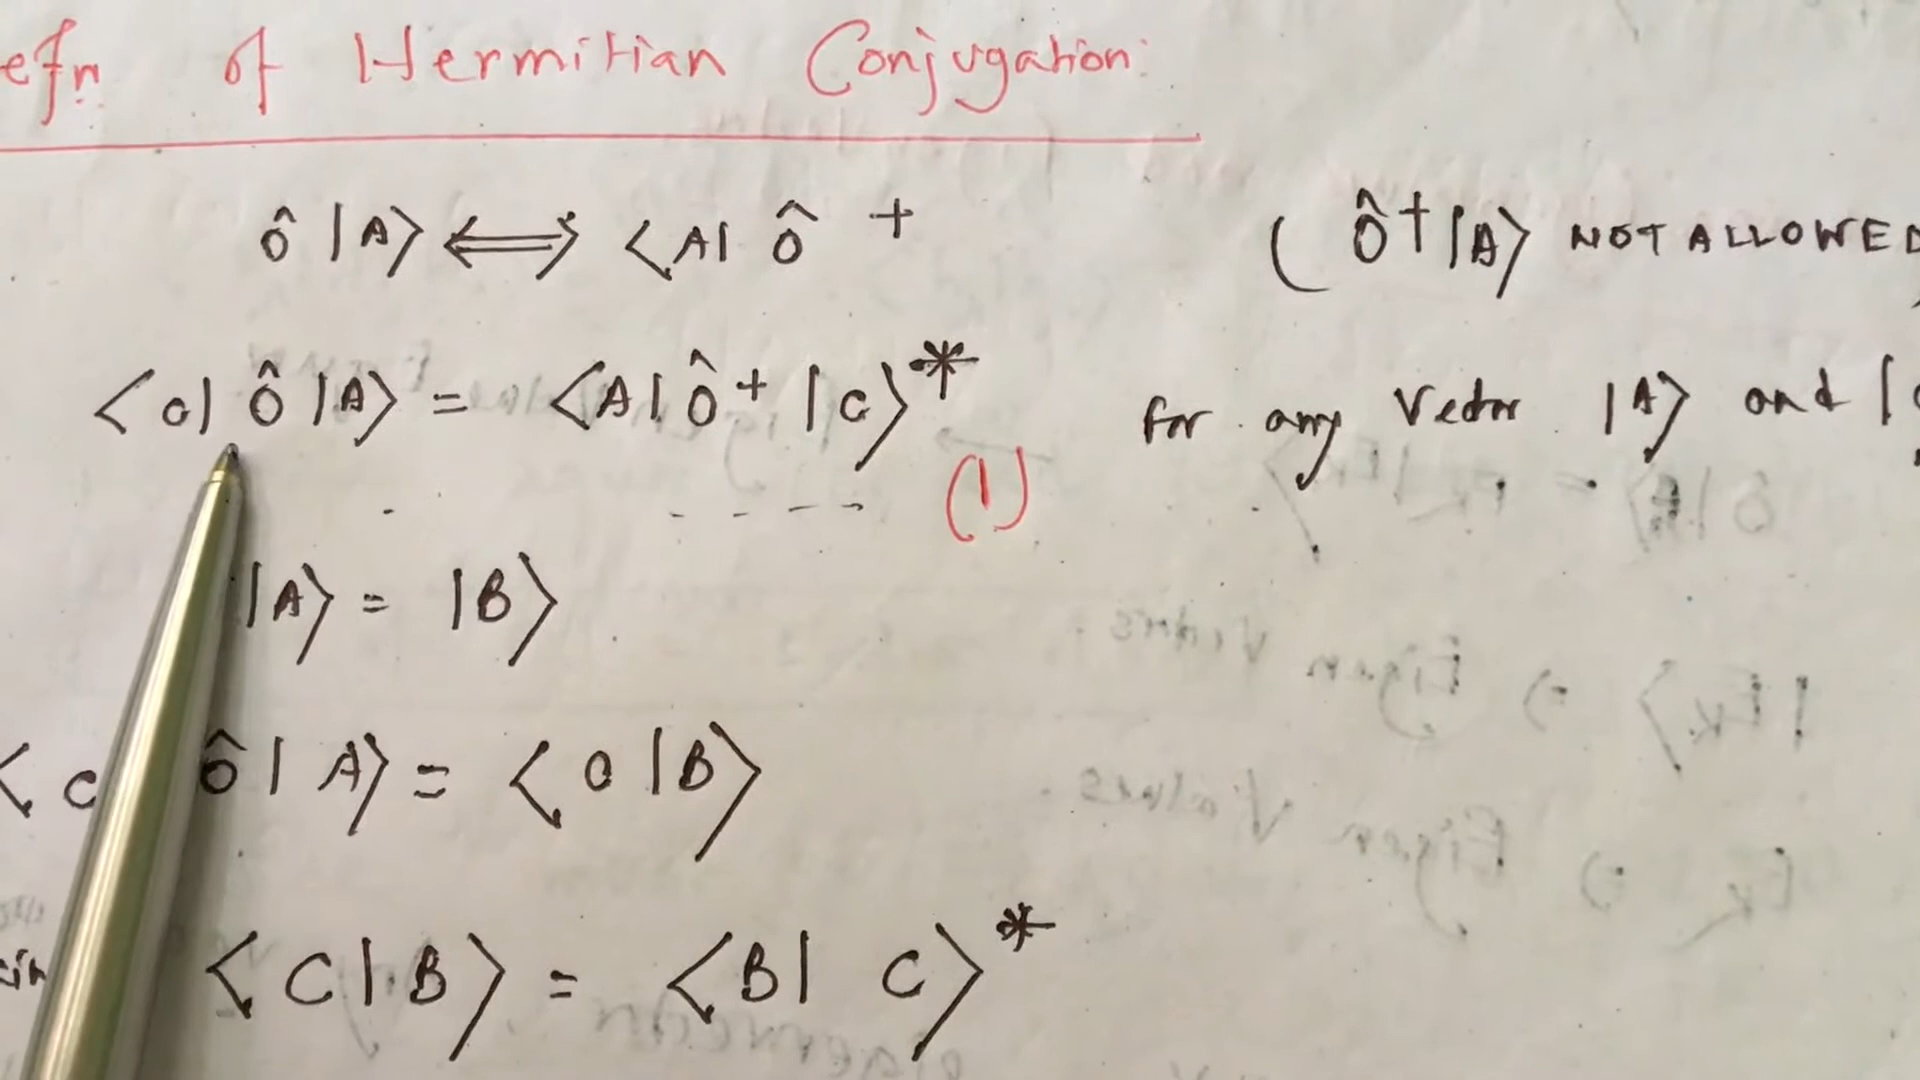 efn of Hermitian Conjugation:
ô |A⟩ ⟺ ⟨A| ô + ( ô† |A⟩ NOT ALLOWED
⟨c| ô |A⟩ = ⟨A| ô + |c⟩* for any Vector |A⟩ and |
- ---- (1)
|A⟩ = |B⟩
⟨c ô | A⟩ = ⟨c |B⟩
⟨C | B⟩ = ⟨B| C⟩*